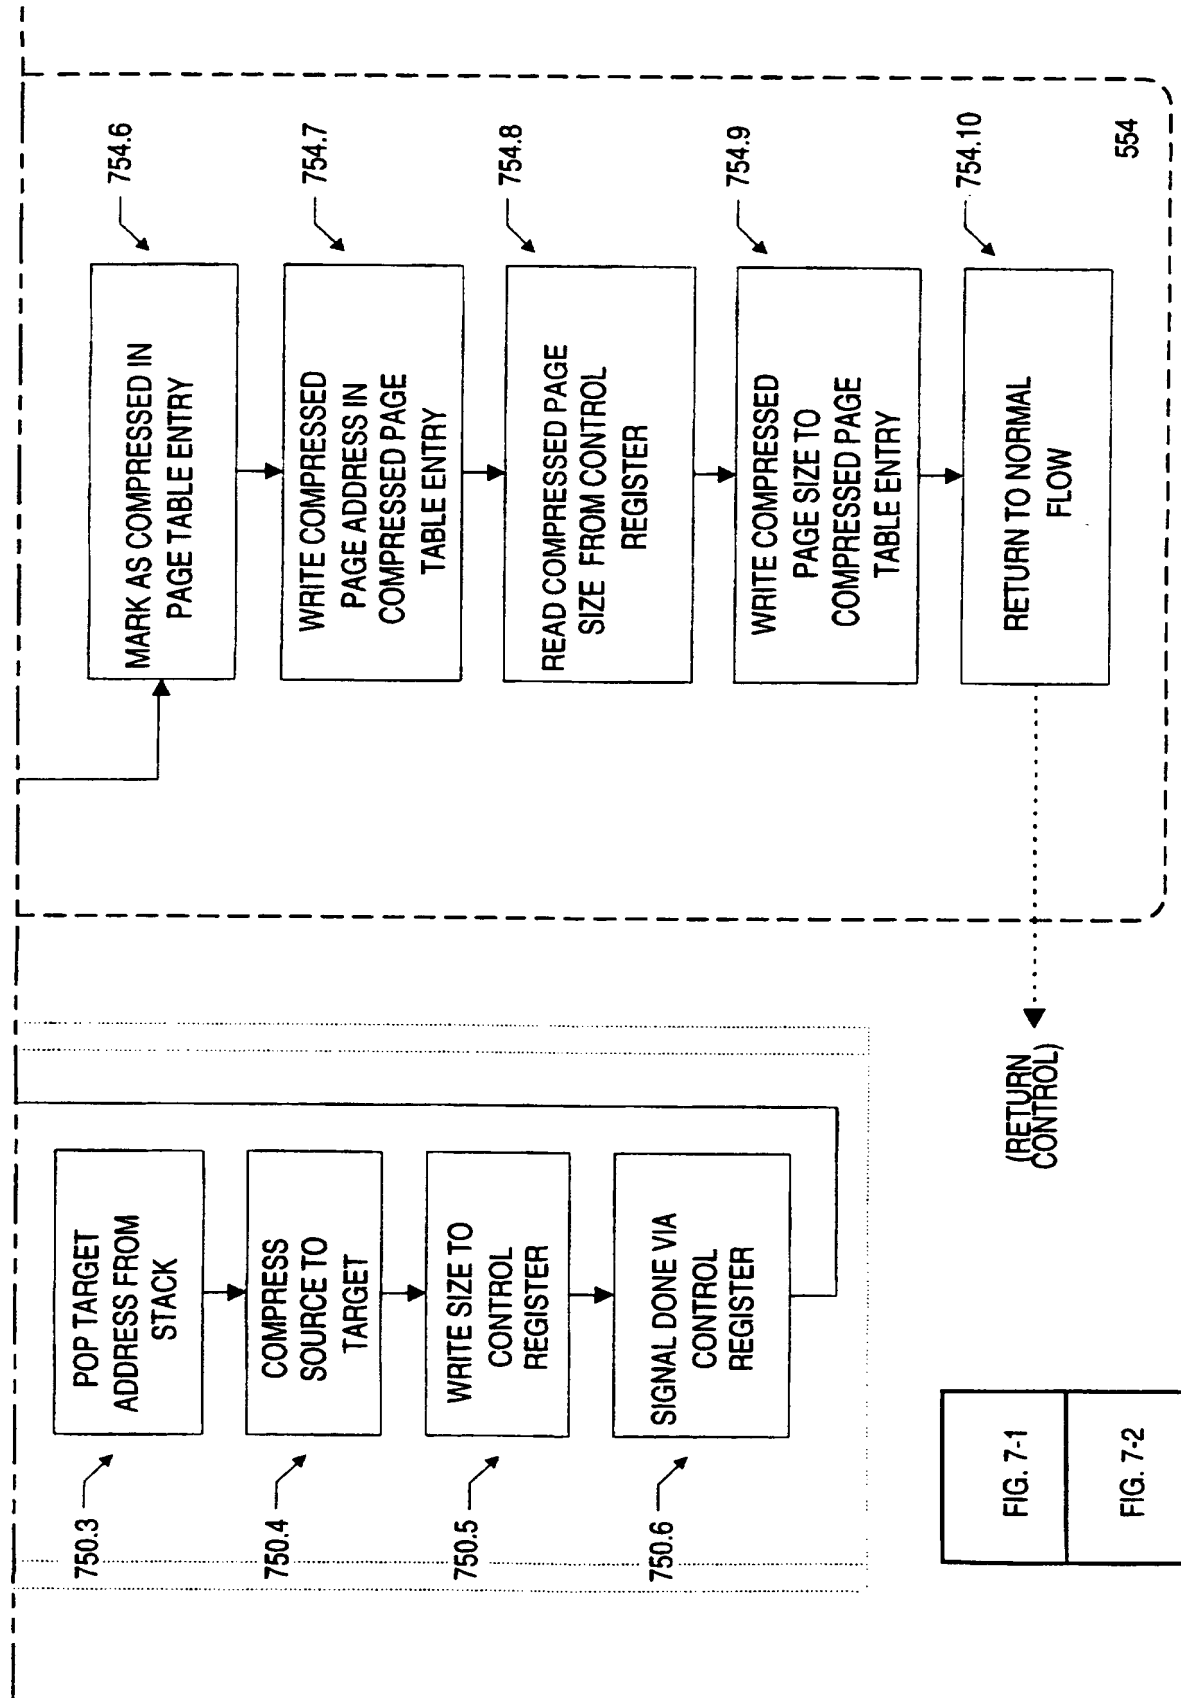 750.3
POP TARGET
ADDRESS FROM
STACK
750.4
COMPRESS
SOURCE TO
TARGET
750.5
WRITE SIZE TO
CONTROL
REGISTER
750.6
SIGNAL DONE VIA
CONTROL
REGISTER
754.6
MARK AS COMPRESSED IN
PAGE TABLE ENTRY
754.7
WRITE COMPRESSED
PAGE ADDRESS IN
COMPRESSED PAGE
TABLE ENTRY
754.8
READ COMPRESSED PAGE
SIZE FROM CONTROL
REGISTER
754.9
WRITE COMPRESSED
PAGE SIZE TO
COMPRESSED PAGE
TABLE ENTRY
754.10
RETURN TO NORMAL
FLOW
554
(RETURN
CONTROL)
FIG. 7-1
FIG. 7-2